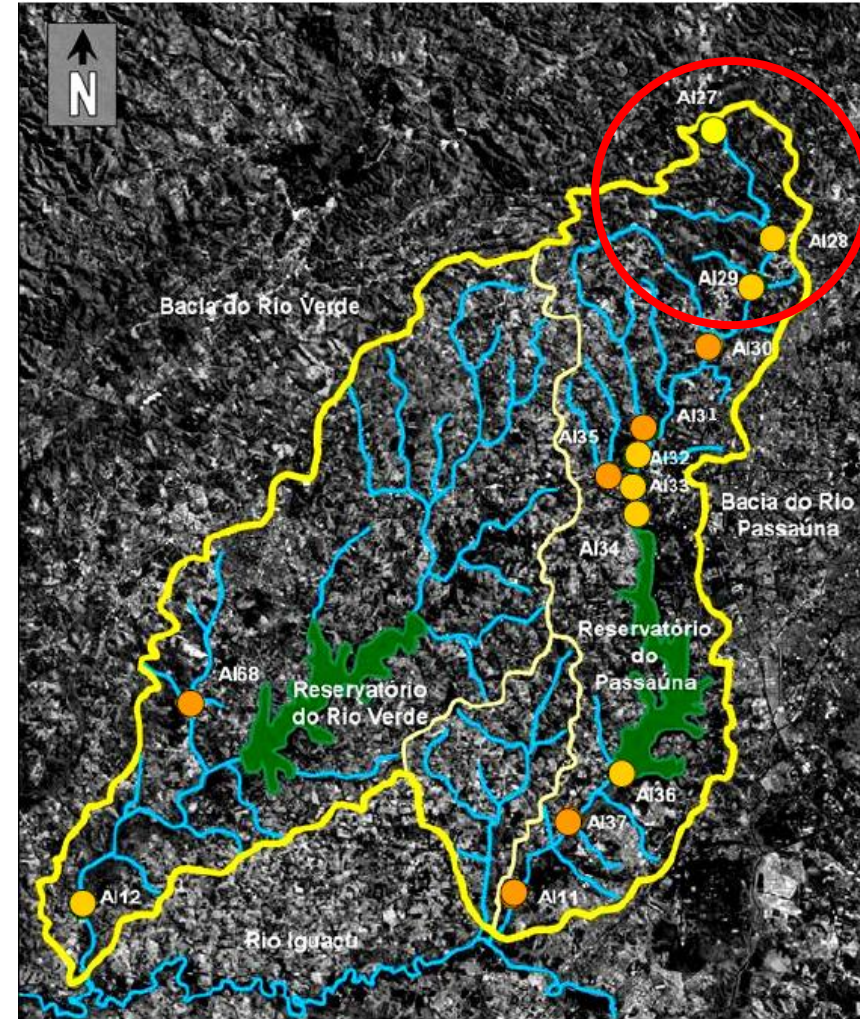 N
AI27
AI28
AI29
Bacia do Rio Verde
AI30
AI31
AI35
AI32
AI33
Bacia do Rio
Passaúna
AI34
Reservatório
do
Passaúna
AI68
Reservatório
do Rio Verde
AI36
AI37
AI12
AI11
Rio Iguaçu